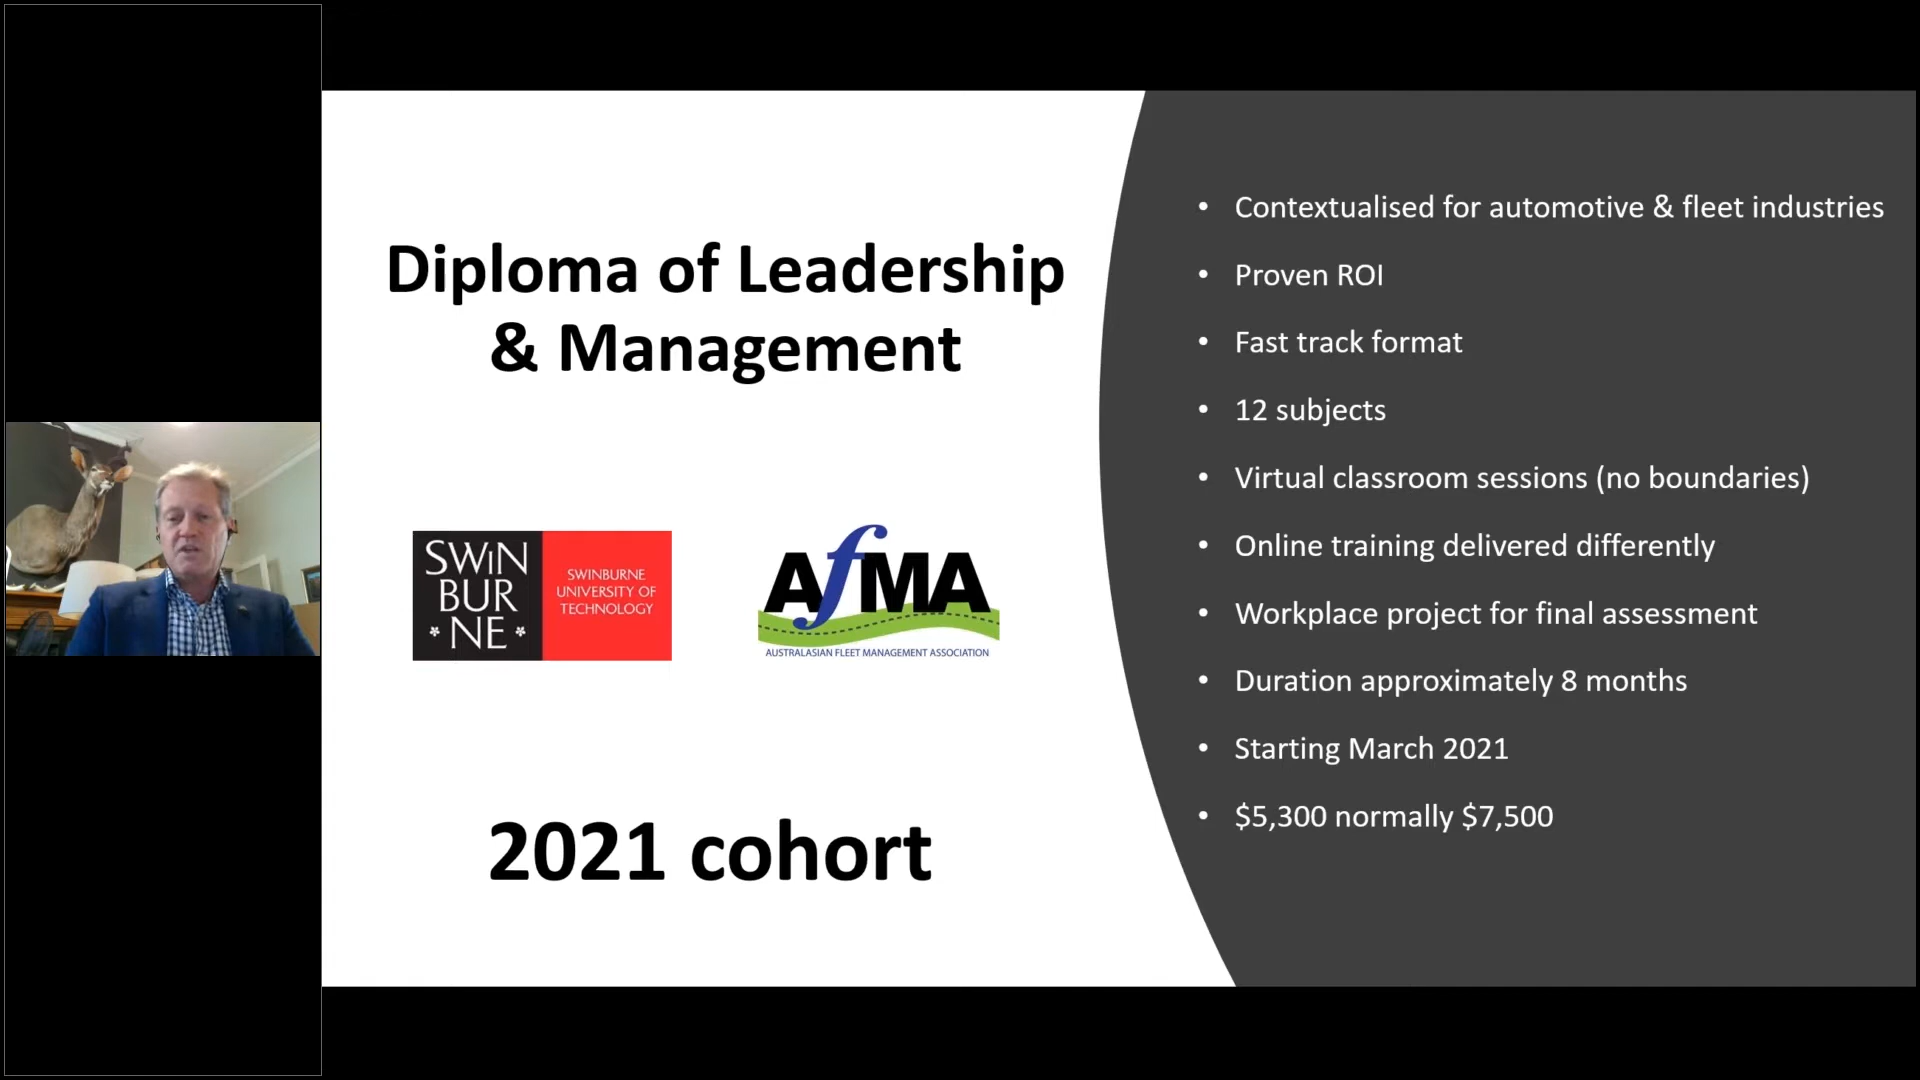 Diploma of Leadership
& Management
SWIN
BUR
NE
SWINBURNE
UNIVERSITY OF
TECHNOLOGY
AfMA
AUSTRALASIAN FLEET MANAGEMENT ASSOCIATION
2021 cohort
• Contextualised for automotive & fleet industries
• Proven ROI
• Fast track format
• 12 subjects
• Virtual classroom sessions (no boundaries)
• Online training delivered differently
• Workplace project for final assessment
• Duration approximately 8 months
• Starting March 2021
• $5,300 normally $7,500